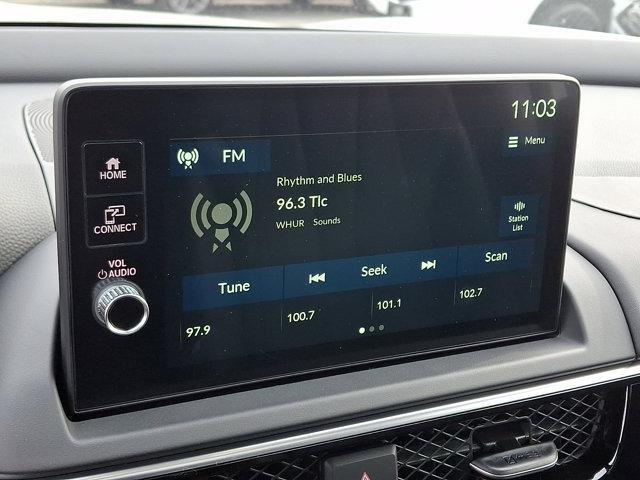 11:03
FM
Menu
HOME
Rhythm and Blues
96.3 Tlc
WHUR Sounds
Station
List
CONNECT
VOL
AUDIO
Tune
Seek
Scan
97.9
100.7
101.1
102.7